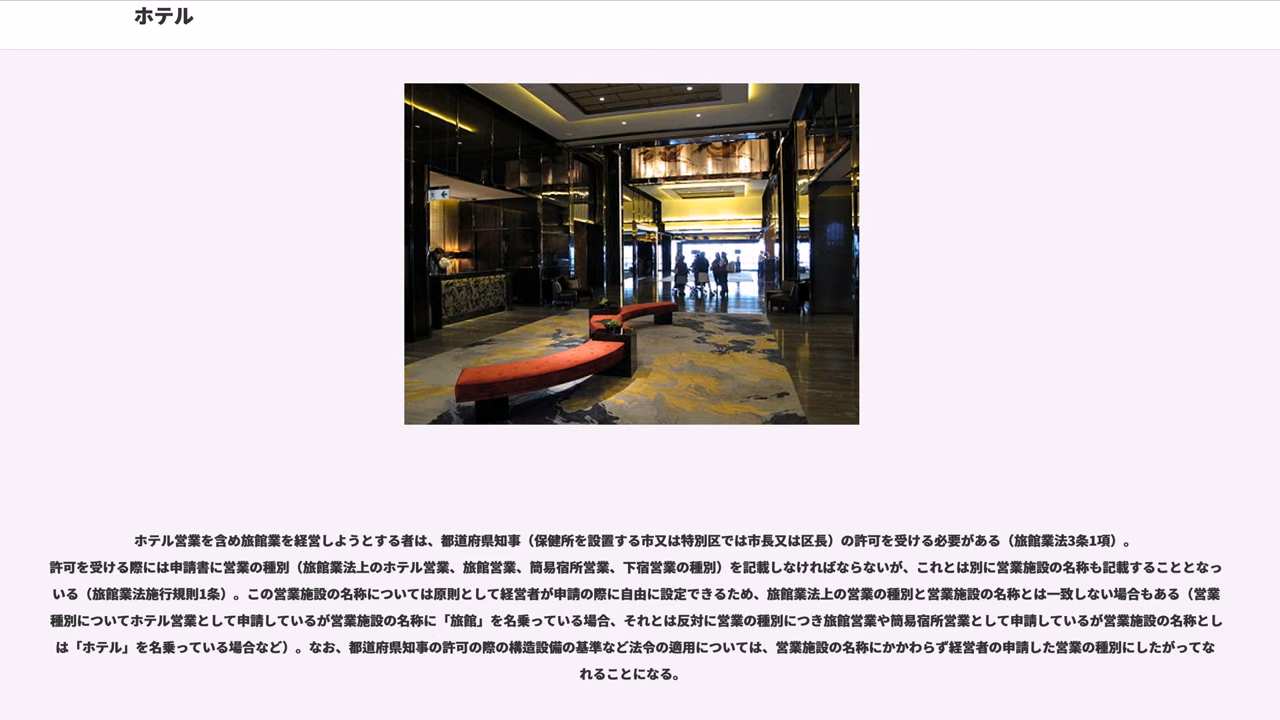 ホテル
ホテル営業を含め旅館業を経営しようとする者は、都道府県知事（保健所を設置する市又は特別区では市長又は区長）の許可を受ける必要がある（旅館業法3条1項）。
許可を受ける際には申請書に営業の種別（旅館業法上のホテル営業、旅館営業、簡易宿所営業、下宿営業の種別）を記載しなければならないが、これとは別に営業施設の名称も記載することとなっ
いる（旅館業法施行規則1条）。この営業施設の名称については原則として経営者が申請の際に自由に設定できるため、旅館業法上の営業の種別と営業施設の名称とは一致しない場合もある（営業
種別についてホテル営業として申請しているが営業施設の名称に「旅館」を名乗っている場合、それとは反対に営業の種別につき旅館営業や簡易宿所営業として申請しているが営業施設の名称とし
は「ホテル」を名乗っている場合など）。なお、都道府県知事の許可の際の構造設備の基準など法令の適用については、営業施設の名称にかかわらず経営者の申請した営業の種別にしたがってな
れることになる。